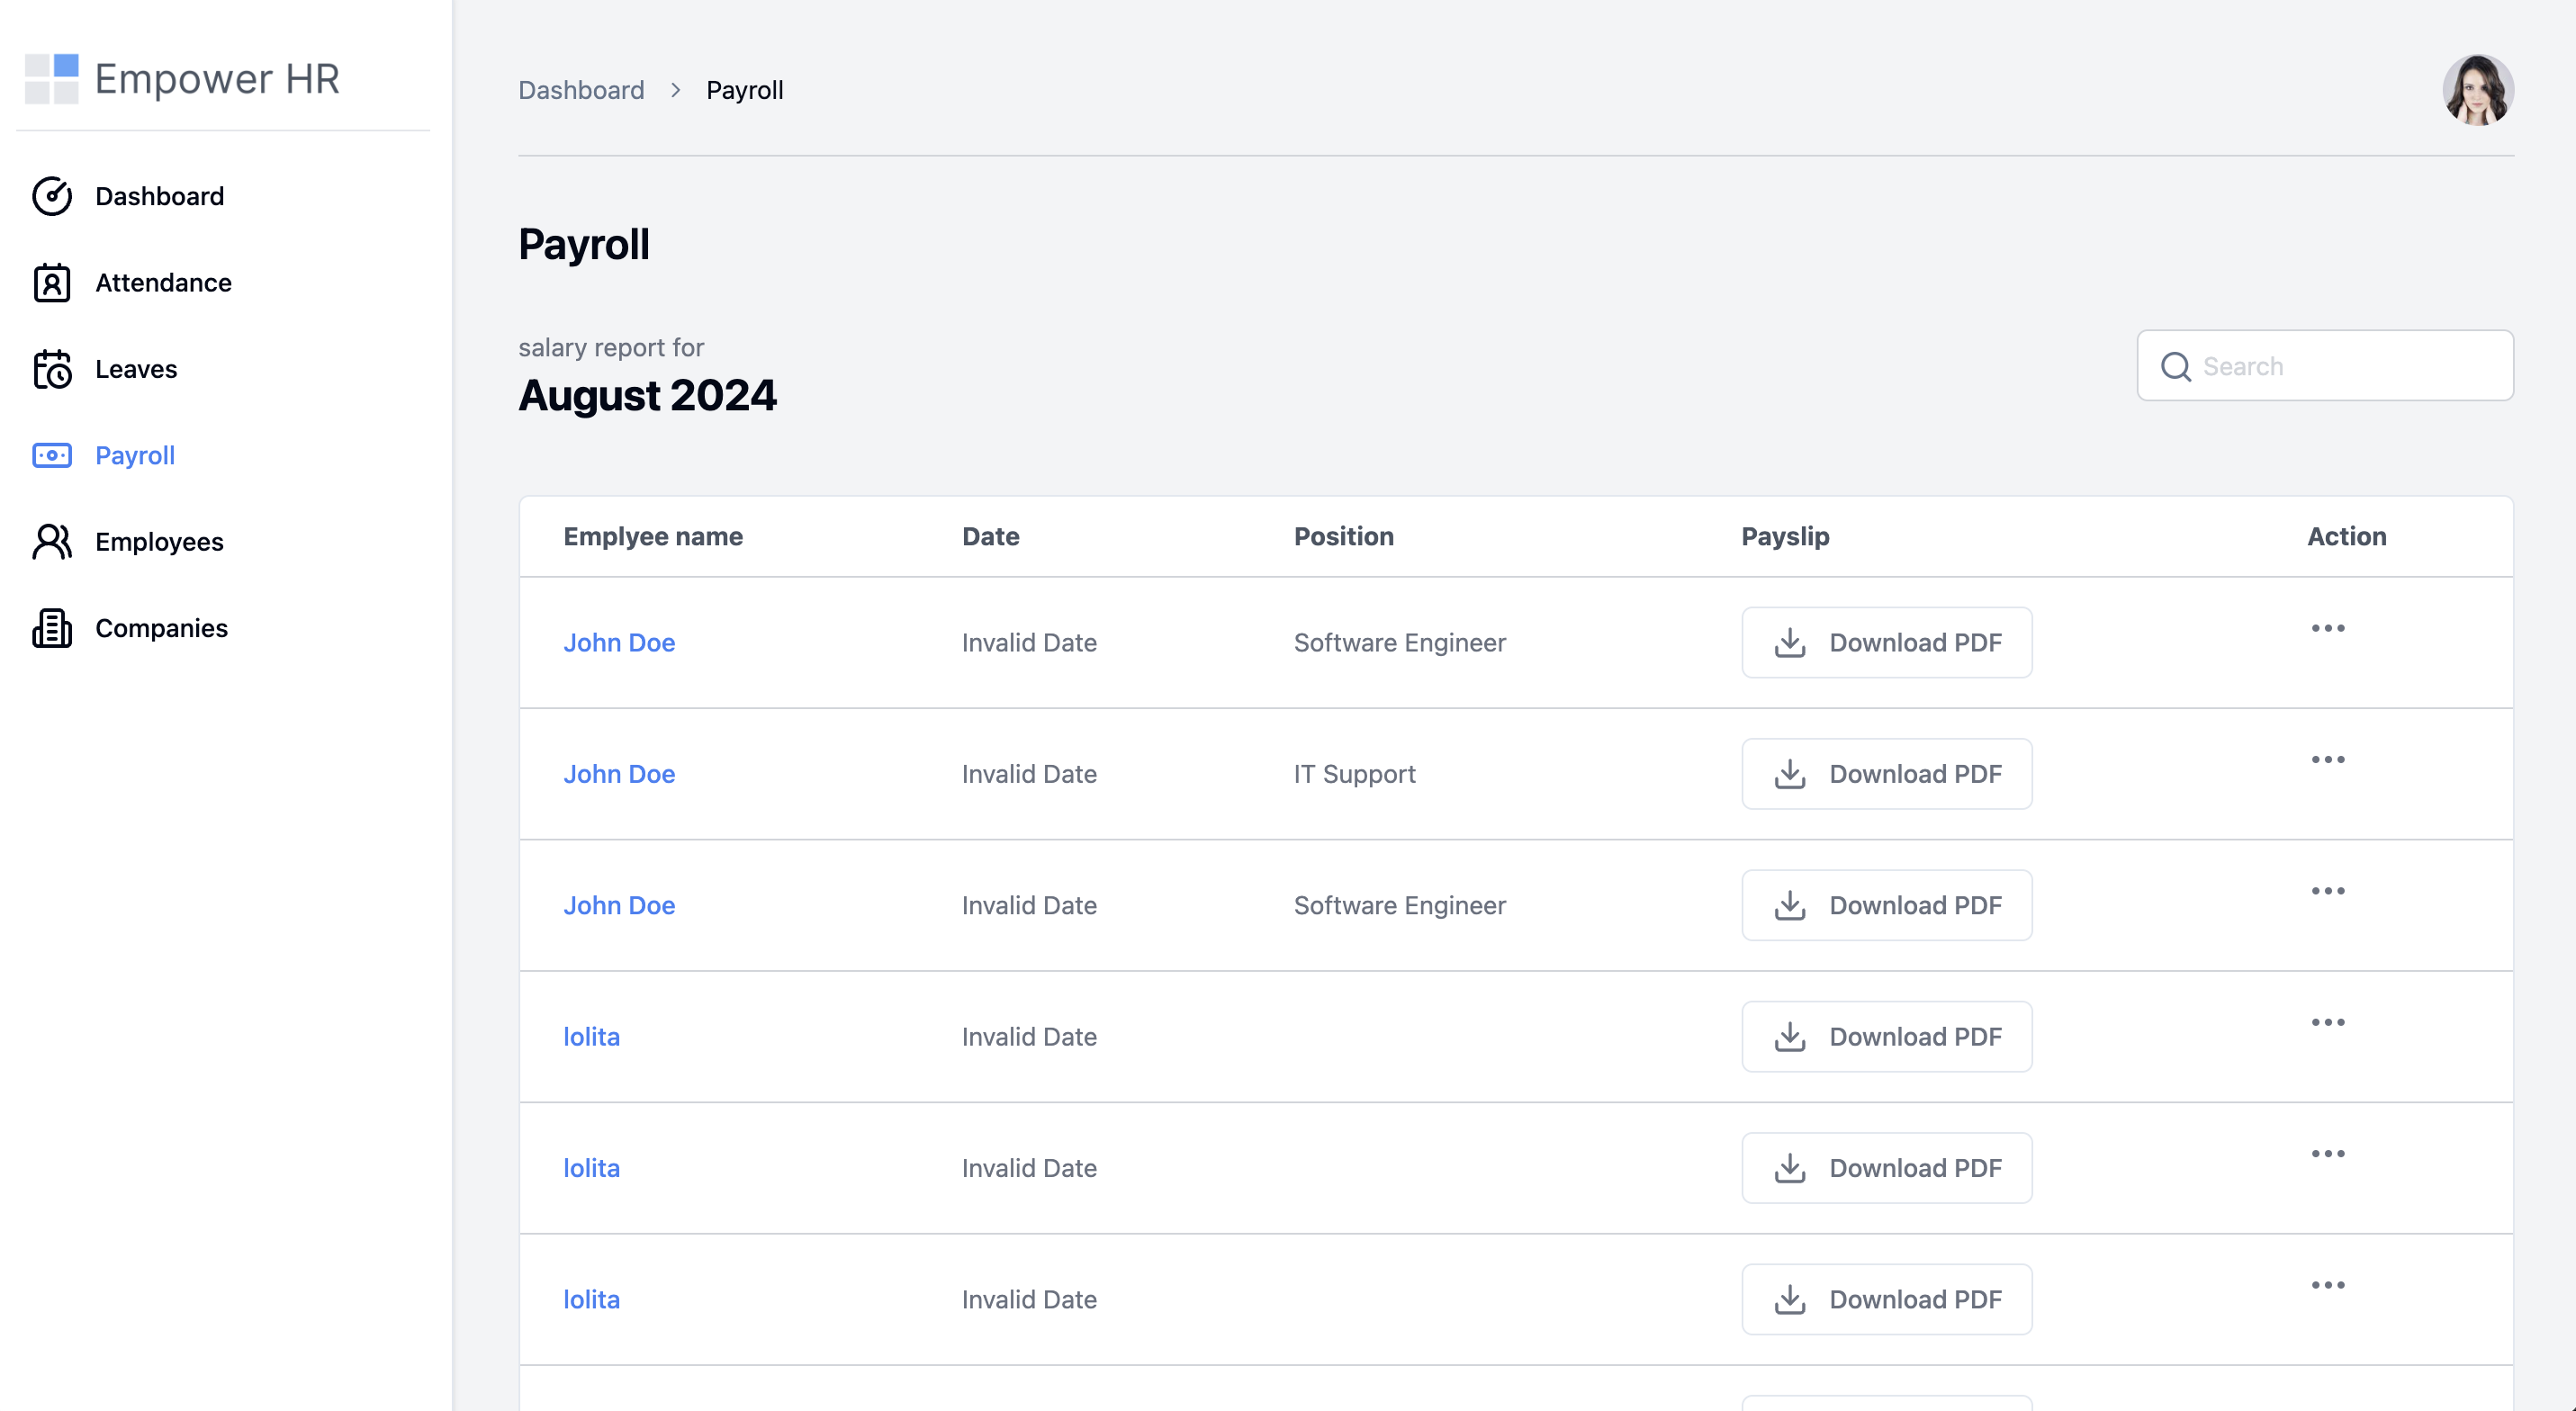 Empower HR
Dashboard
Attendance
Leaves
Payroll
Employees
Companies
Dashboard > Payroll
Payroll
salary report for
August 2024
Search
Emplyee name Date Position Payslip Action
John Doe Invalid Date Software Engineer Download PDF
John Doe Invalid Date IT Support Download PDF
John Doe Invalid Date Software Engineer Download PDF
lolita Invalid Date Download PDF
lolita Invalid Date Download PDF
lolita Invalid Date Download PDF